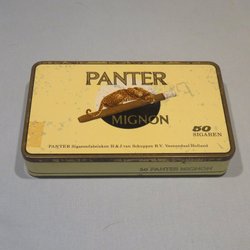 PANTER
MIGNON
50
SIGAREN
PANTER Sigarenfabrieken H & J van Schuppen B.V. Veenendaal-Holland
50 PANTER MIGNON